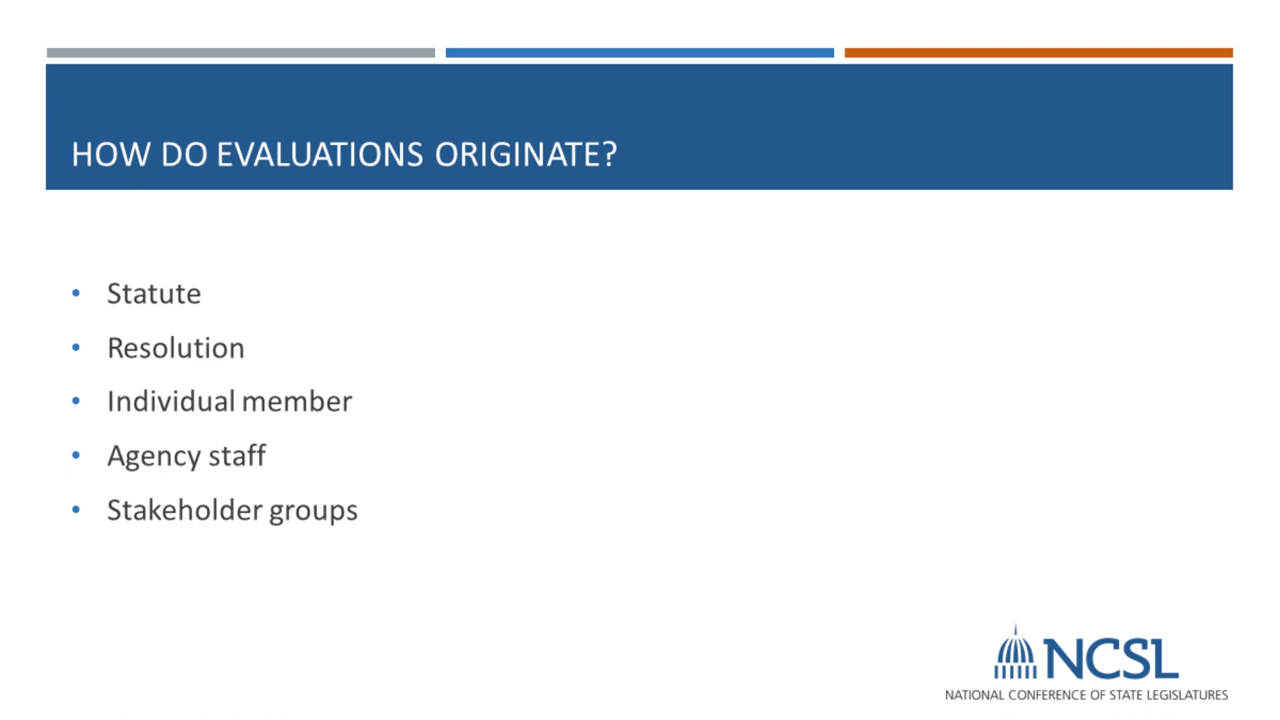 HOW DO EVALUATIONS ORIGINATE?
• Statute
• Resolution
• Individual member
• Agency staff
• Stakeholder groups
NCSL
NATIONAL CONFERENCE OF STATE LEGISLATURES